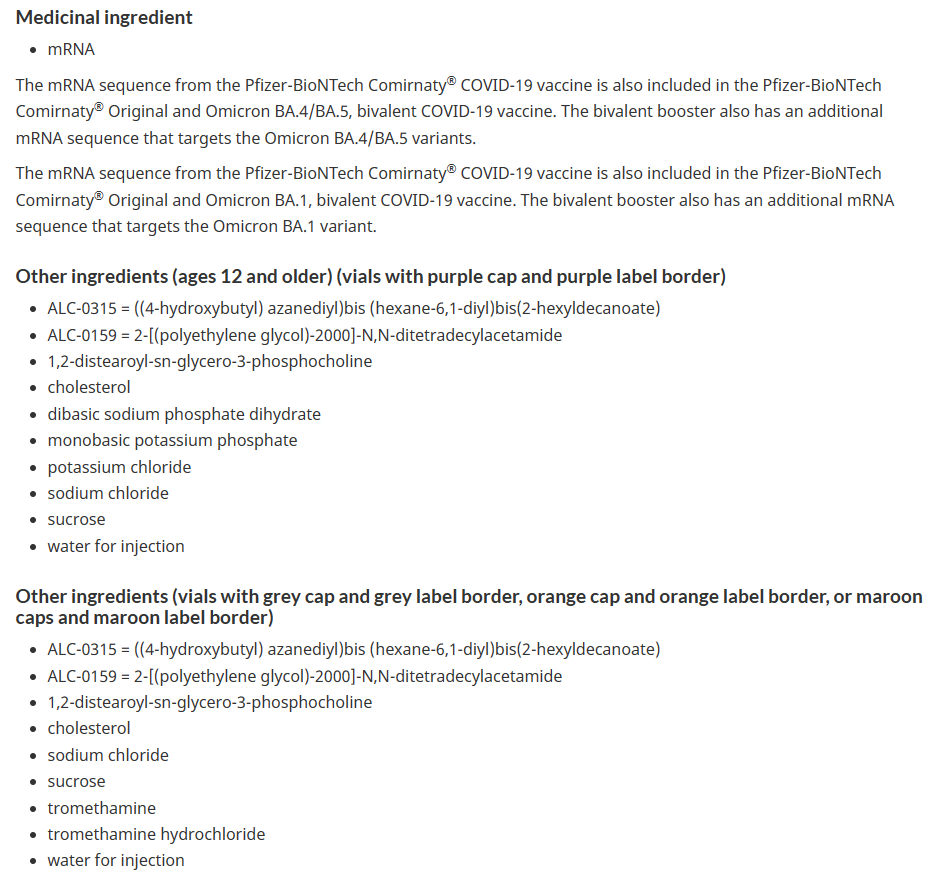 Medicinal ingredient
• mRNA
The mRNA sequence from the Pfizer-BioNTech Comirnaty® COVID-19 vaccine is also included in the Pfizer-BioNTech
Comirnaty® Original and Omicron BA.4/BA.5, bivalent COVID-19 vaccine. The bivalent booster also has an additional
mRNA sequence that targets the Omicron BA.4/BA.5 variants.
The mRNA sequence from the Pfizer-BioNTech Comirnaty® COVID-19 vaccine is also included in the Pfizer-BioNTech
Comirnaty® Original and Omicron BA.1, bivalent COVID-19 vaccine. The bivalent booster also has an additional mRNA
sequence that targets the Omicron BA.1 variant.
Other ingredients (ages 12 and older) (vials with purple cap and purple label border)
• ALC-0315 = ((4-hydroxybutyl) azanediyl)bis (hexane-6,1-diyl)bis(2-hexyldecanoate)
• ALC-0159 = 2-[(polyethylene glycol)-2000]-N,N-ditetradecylacetamide
• 1,2-distearoyl-sn-glycero-3-phosphocholine
• cholesterol
• dibasic sodium phosphate dihydrate
• monobasic potassium phosphate
• potassium chloride
• sodium chloride
• sucrose
• water for injection
Other ingredients (vials with grey cap and grey label border, orange cap and orange label border, or maroon
caps and maroon label border)
• ALC-0315 = ((4-hydroxybutyl) azanediyl)bis (hexane-6,1-diyl)bis(2-hexyldecanoate)
• ALC-0159 = 2-[(polyethylene glycol)-2000]-N,N-ditetradecylacetamide
• 1,2-distearoyl-sn-glycero-3-phosphocholine
• cholesterol
• sodium chloride
• sucrose
• tromethamine
• tromethamine hydrochloride
• water for injection